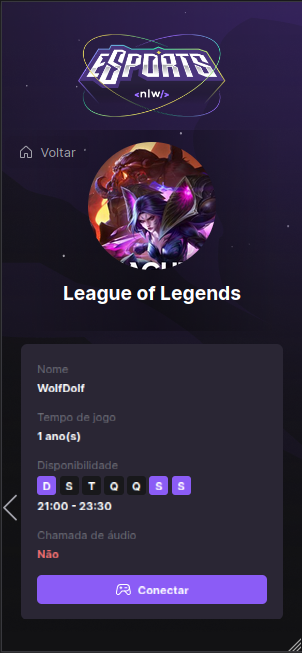 eSPORTS
<nlw/>
Voltar
League of Legends
Nome
WolfDolf
Tempo de jogo
1 ano(s)
Disponibilidade
D S T Q Q S S
21:00 - 23:30
Chamada de áudio
Não
Conectar